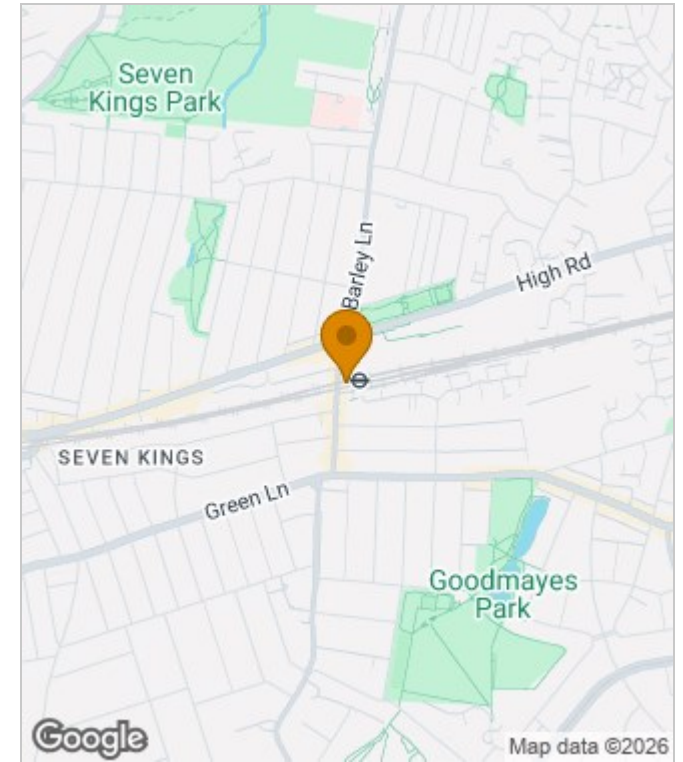 Seven
Kings Park
Barley Ln
High Rd
SEVEN KINGS
Green Ln
Goodmayes
Park
Google
Map data ©2026